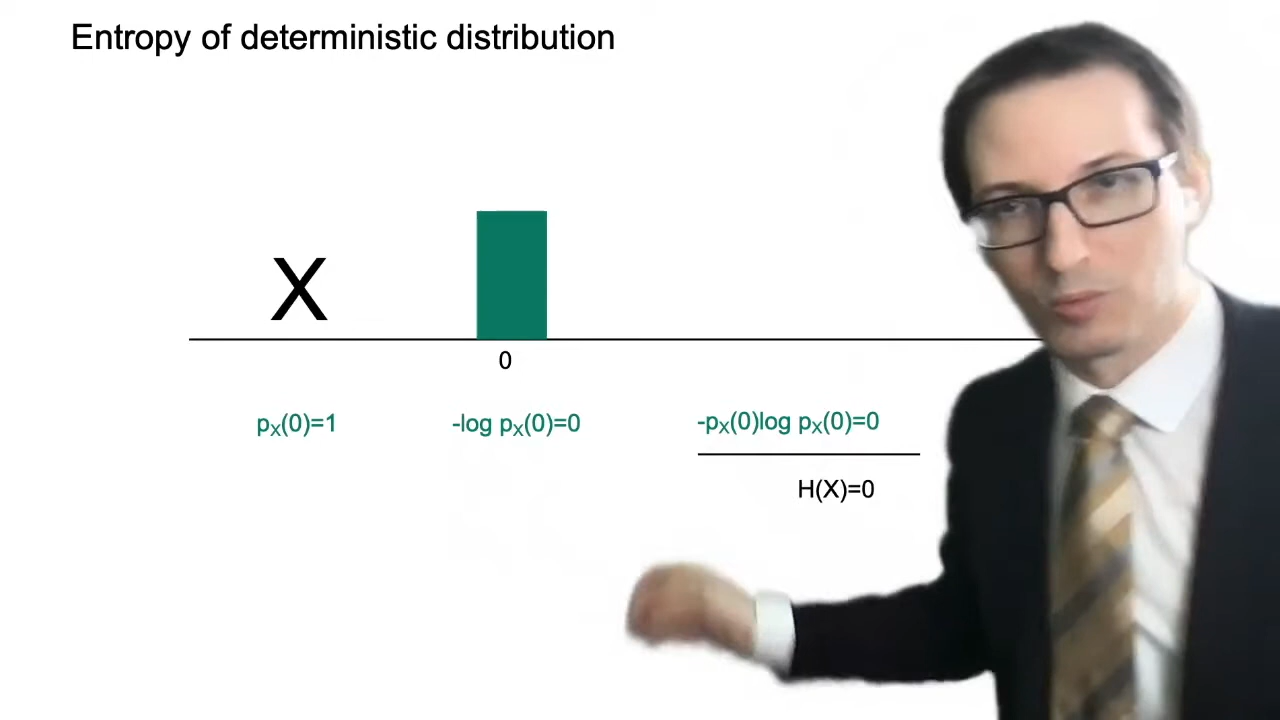 Entropy of deterministic distribution
X
0
pX(0)=1 -log pX(0)=0 -pX(0)log pX(0)=0
H(X)=0